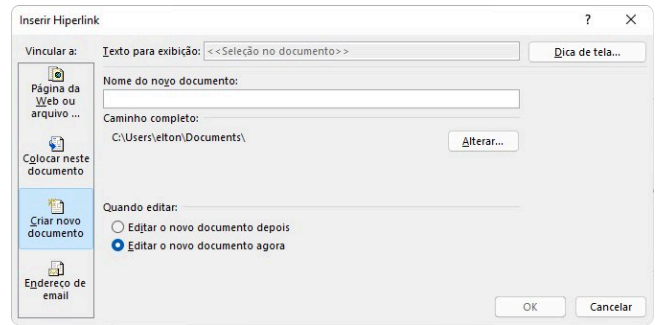 Inserir Hiperlink
? X
Vincular a:
Texto para exibição: <<Seleção no documento>>
Dica de tela...
Página da
Web ou
arquivo ...
Colocar neste
documento
Criar novo
documento
Endereço de
email
Nome do novo documento:
Caminho completo:
C:\Users\elton\Documents\
Alterar...
Quando editar:
Editar o novo documento depois
Editar o novo documento agora
OK
Cancelar